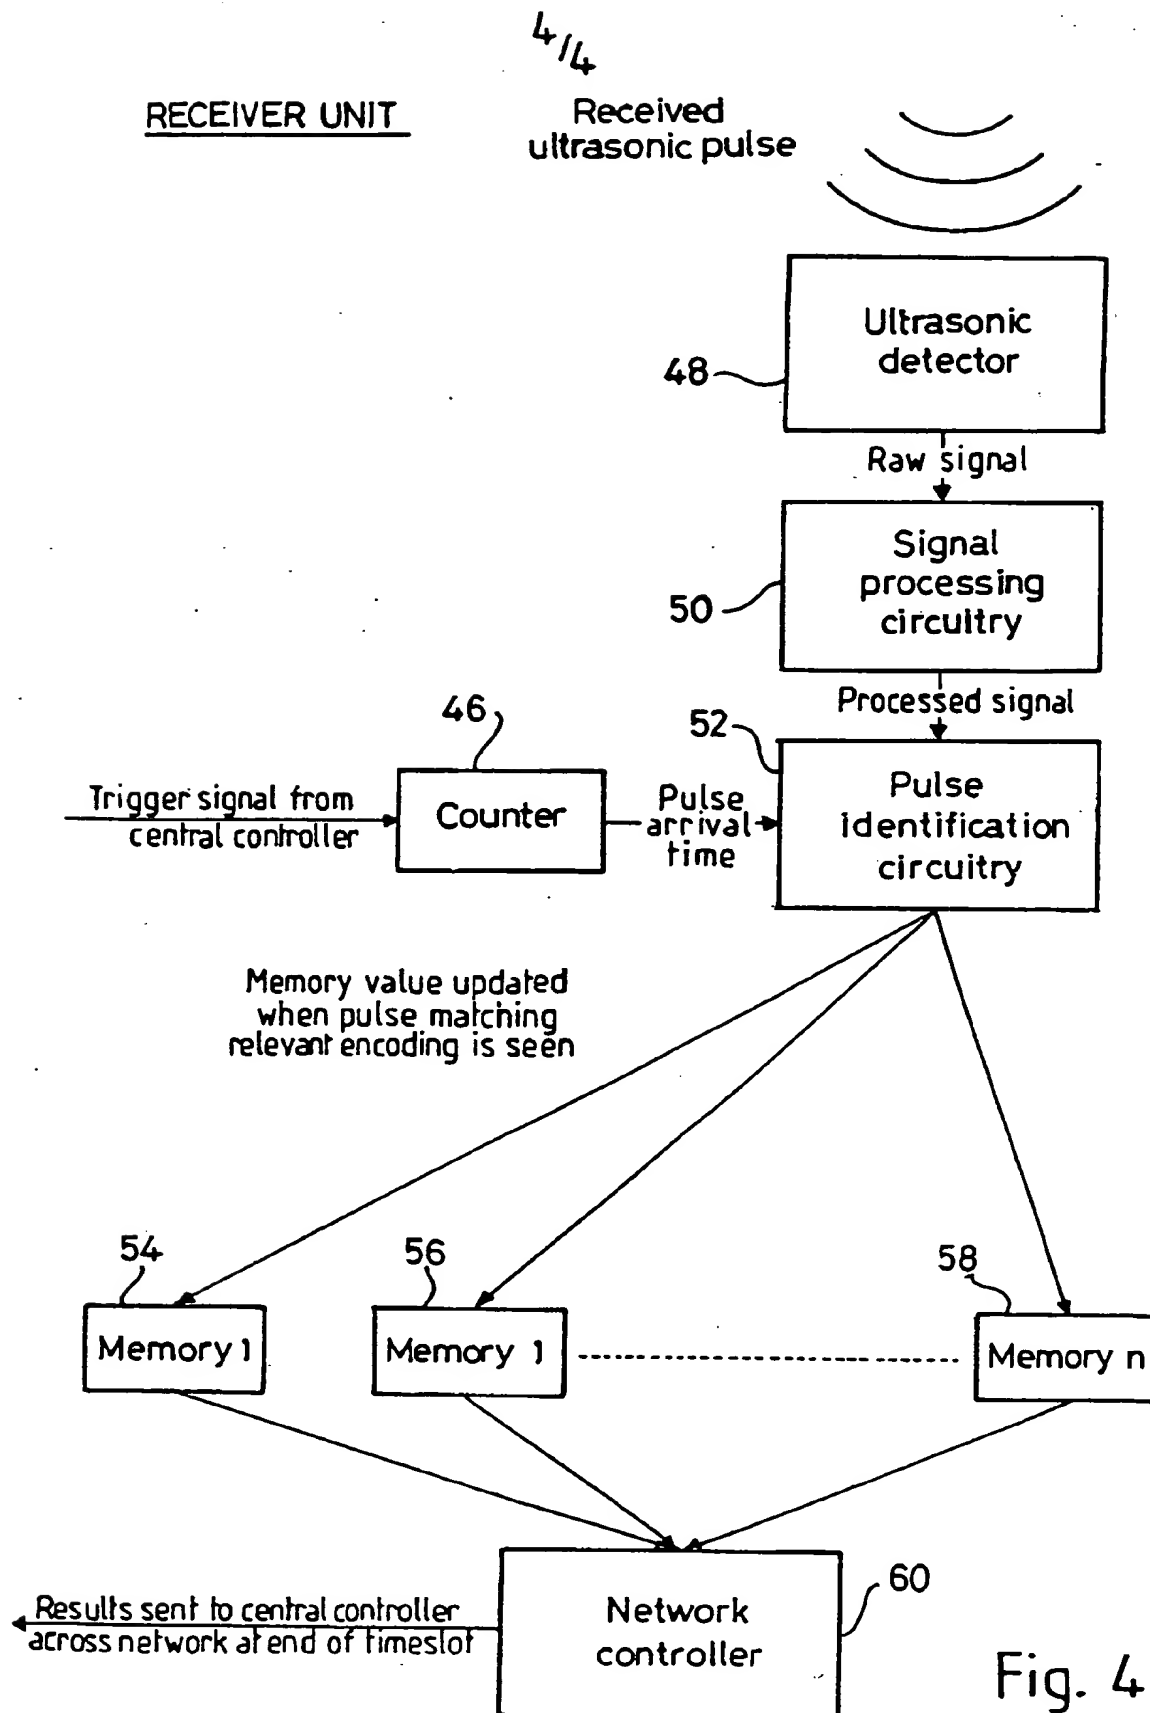 4/4
RECEIVER UNIT
Received
ultrasonic pulse
Ultrasonic
detector
48
Raw signal
Signal
processing
circuitry
50
Processed signal
46
52
Trigger signal from
central controller
Counter
Pulse
arrival
time
Pulse
identification
circuitry
Memory value updated
when pulse matching
relevant encoding is seen
54
56
58
Memory 1
Memory 1
Memory n
60
Results sent to central controller
across network at end of timeslot
Network
controller
Fig. 4